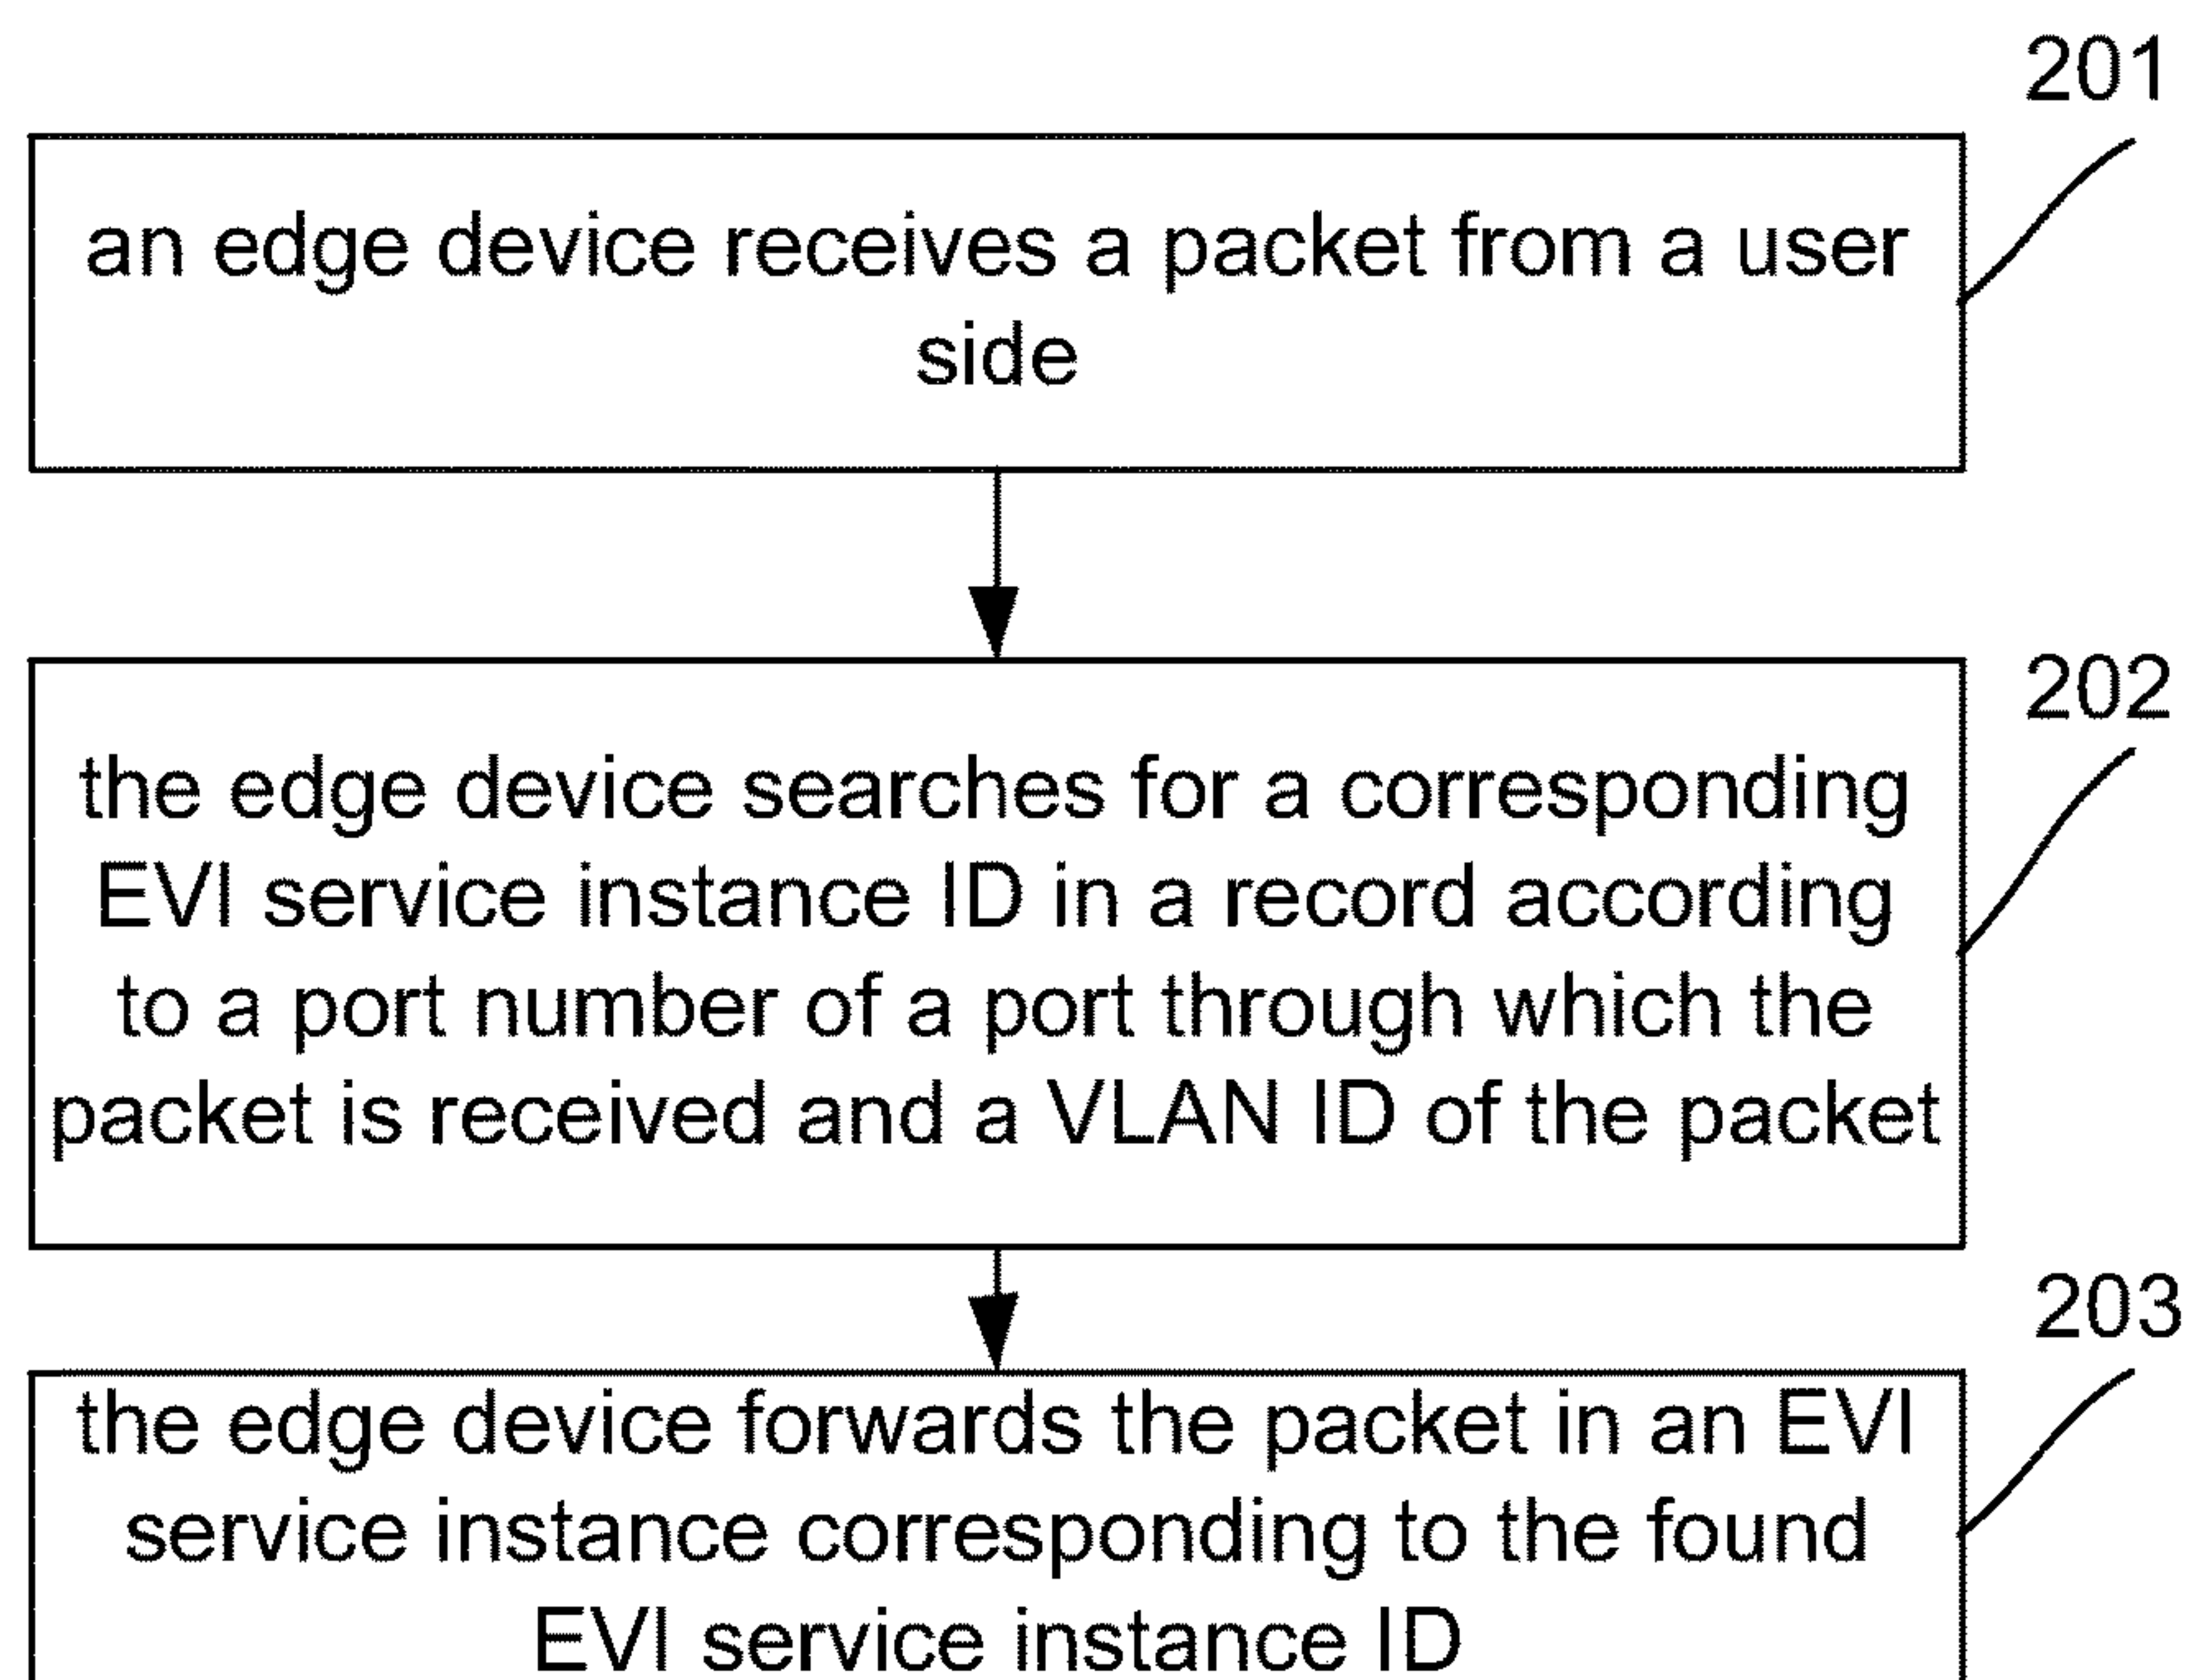 201
an edge device receives a packet from a user
side
202
the edge device searches for a corresponding
EVI service instance ID in a record according
to a port number of a port through which the
packet is received and a VLAN ID of the packet
203
the edge device forwards the packet in an EVI
service instance corresponding to the found
EVI service instance ID